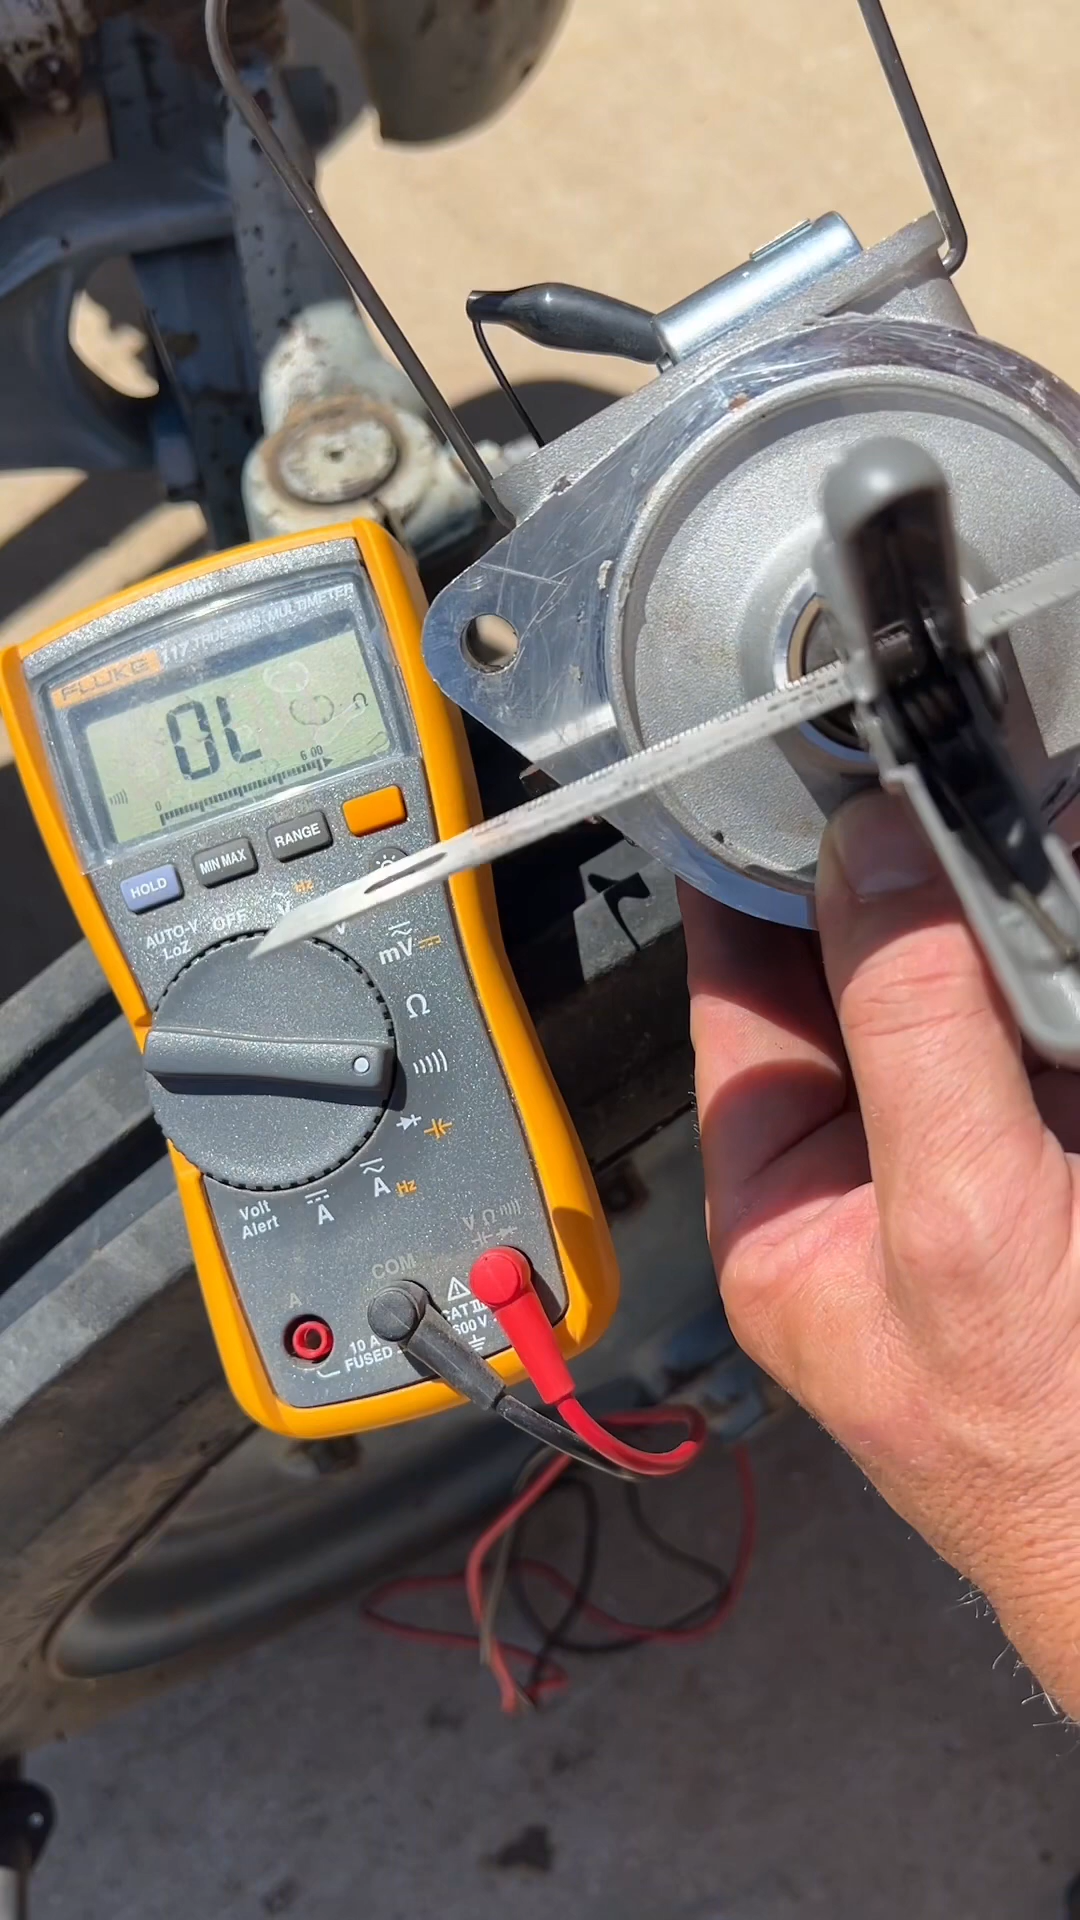 FLUKE 117 TRUE RMS MULTIMETER
OL
Ω
0
6.00
HOLD
MIN MAX
RANGE
AUTO-V
LoZ
OFF
Hz
V
mV
Ω
A Hz
A
Volt
Alert
V Ω
COM
A
10 A
FUSED
CAT III
600 V